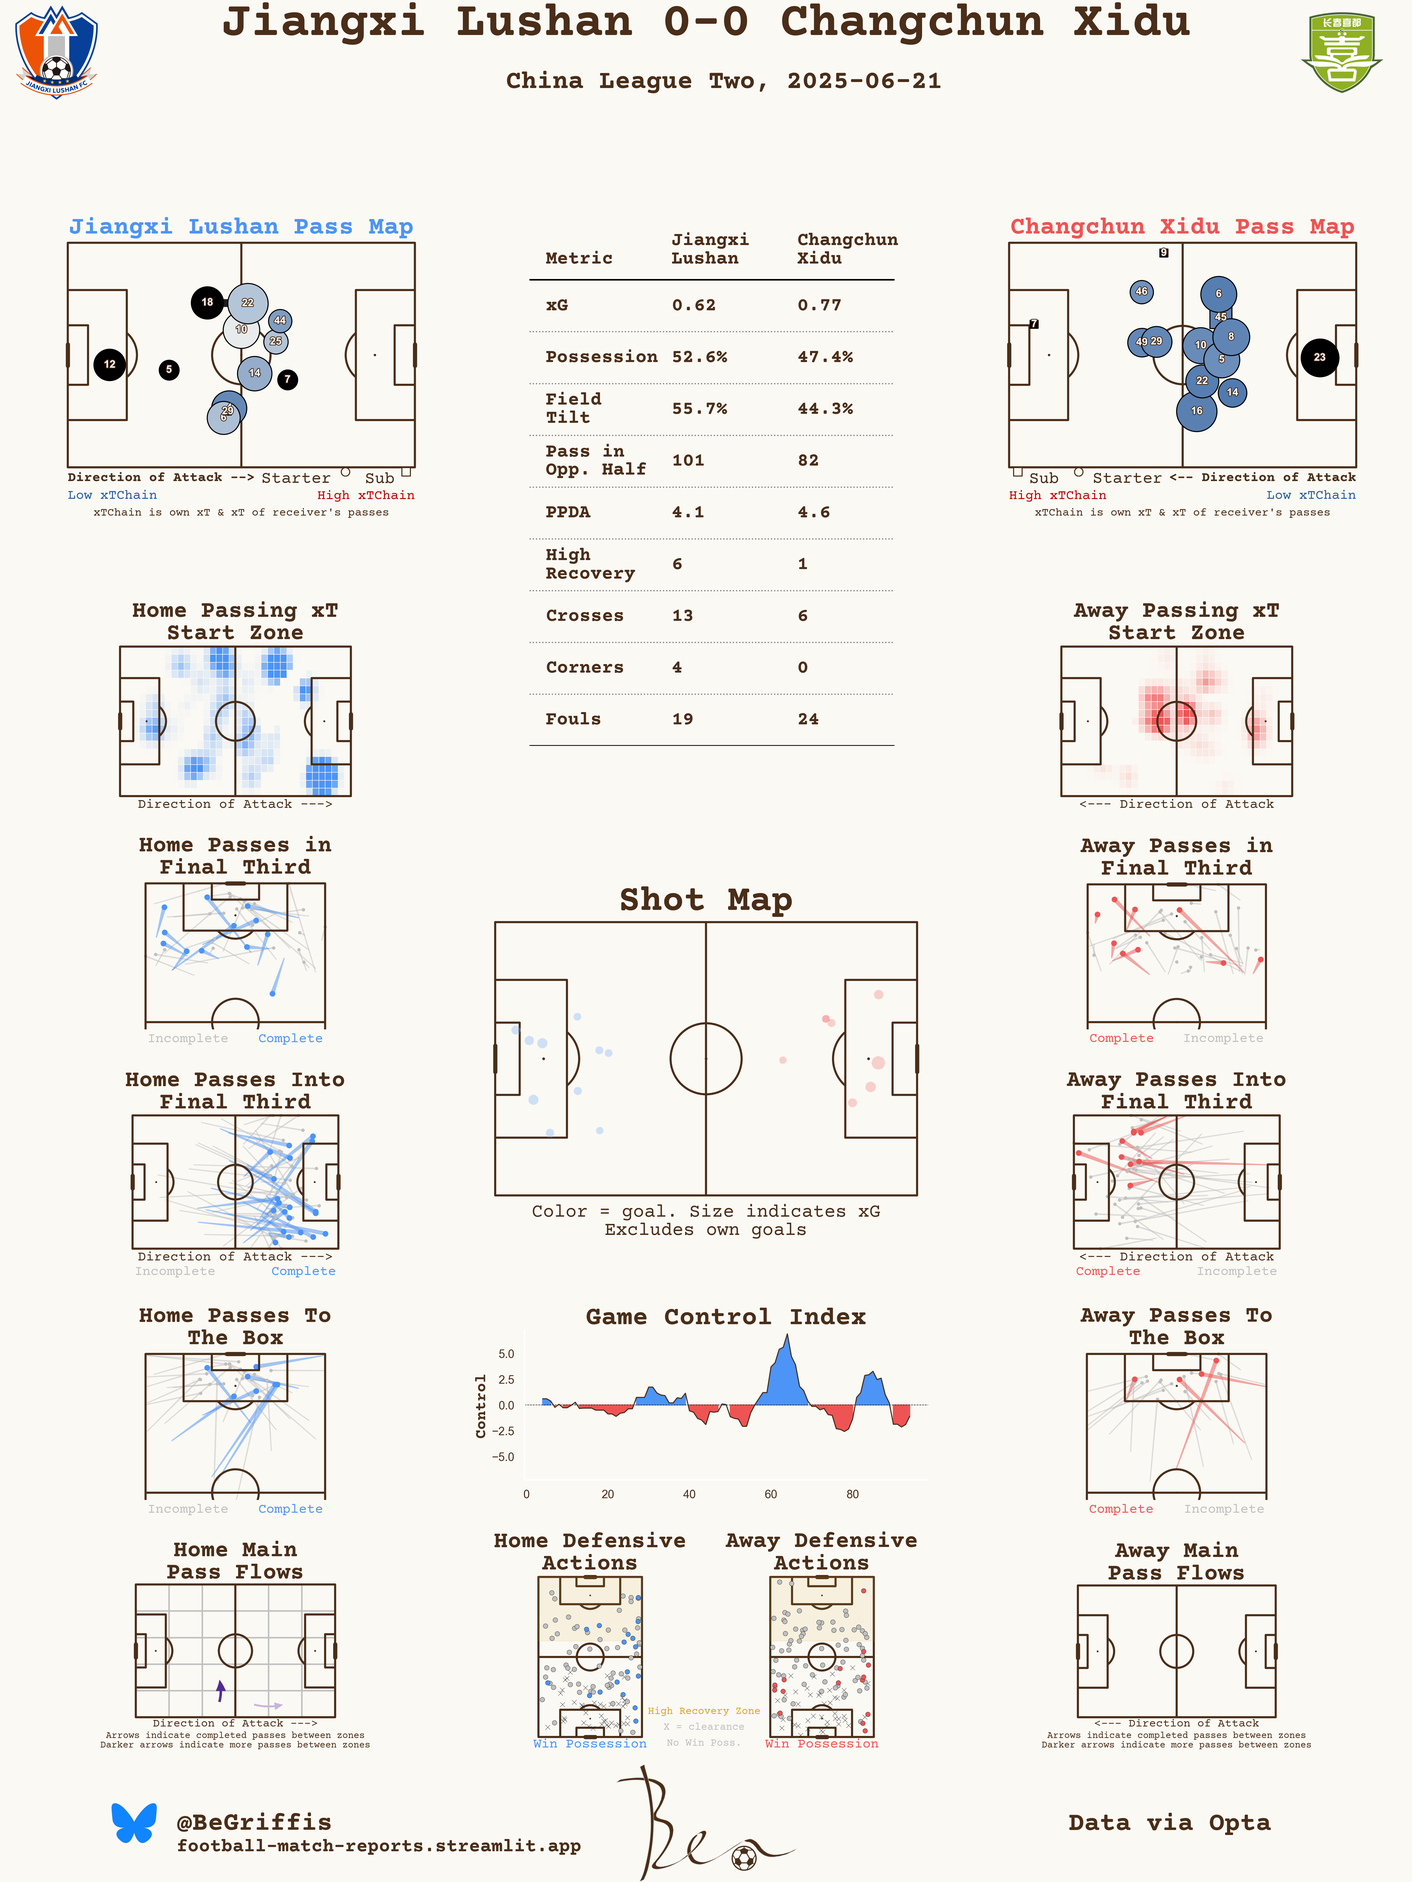 Jiangxi Lushan 0-0 Changchun Xidu
China League Two, 2025-06-21
JIANGXI LUSHAN FC
长春喜都
喜
Jiangxi Lushan Pass Map
18
22
10
44
25
12
5
14
7
29
6
Direction of Attack --> Starter Sub
Low xTChain High xTChain
xTChain is own xT & xT of receiver's passes
Metric Jiangxi Lushan Changchun Xidu
xG 0.62 0.77
Possession 52.6% 47.4%
Field Tilt 55.7% 44.3%
Pass in Opp. Half 101 82
PPDA 4.1 4.6
High Recovery 6 1
Crosses 13 6
Corners 4 0
Fouls 19 24
Changchun Xidu Pass Map
9
46
6
7
45
49
29
10
8
5
23
22
14
16
Sub Starter <-- Direction of Attack
High xTChain Low xTChain
xTChain is own xT & xT of receiver's passes
Home Passing xT
Start Zone
Direction of Attack --->
Away Passing xT
Start Zone
<--- Direction of Attack
Home Passes in
Final Third
Incomplete Complete
Away Passes in
Final Third
Complete Incomplete
Shot Map
Color = goal. Size indicates xG
Excludes own goals
Home Passes Into
Final Third
Direction of Attack --->
Incomplete Complete
Away Passes Into
Final Third
<--- Direction of Attack
Complete Incomplete
Home Passes To
The Box
Incomplete Complete
Game Control Index
Control
5.0
2.5
0.0
−2.5
−5.0
0 20 40 60 80
Away Passes To
The Box
Complete Incomplete
Home Main
Pass Flows
Direction of Attack --->
Arrows indicate completed passes between zones
Darker arrows indicate more passes between zones
Home Defensive
Actions
Win Possession
Away Defensive
Actions
Win Possession
High Recovery Zone
X = clearance
No Win Poss.
Away Main
Pass Flows
<--- Direction of Attack
Arrows indicate completed passes between zones
Darker arrows indicate more passes between zones
@BeGriffis
football-match-reports.streamlit.app
Ben
Data via Opta